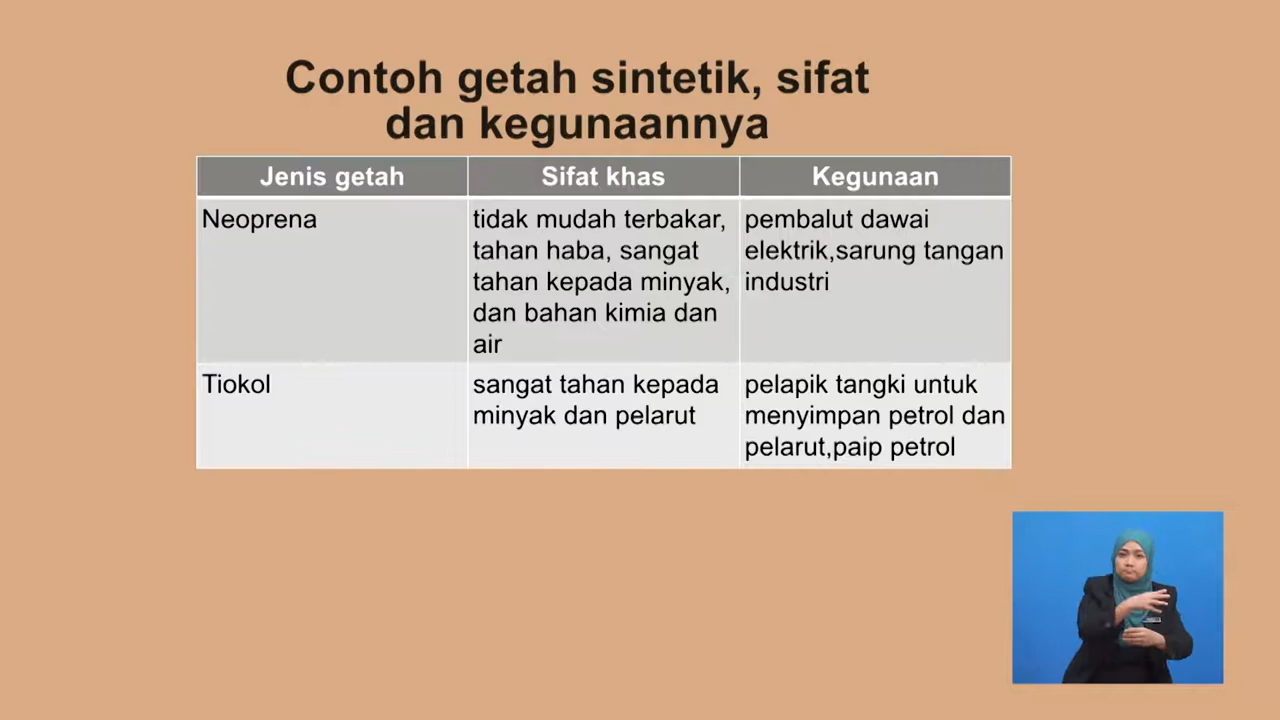 Contoh getah sintetik, sifat
dan kegunaannya
Jenis getah
Sifat khas
Kegunaan
Neoprena
tidak mudah terbakar,
tahan haba, sangat
tahan kepada minyak,
dan bahan kimia dan
air
pembalut dawai
elektrik,sarung tangan
industri
Tiokol
sangat tahan kepada
minyak dan pelarut
pelapik tangki untuk
menyimpan petrol dan
pelarut,paip petrol